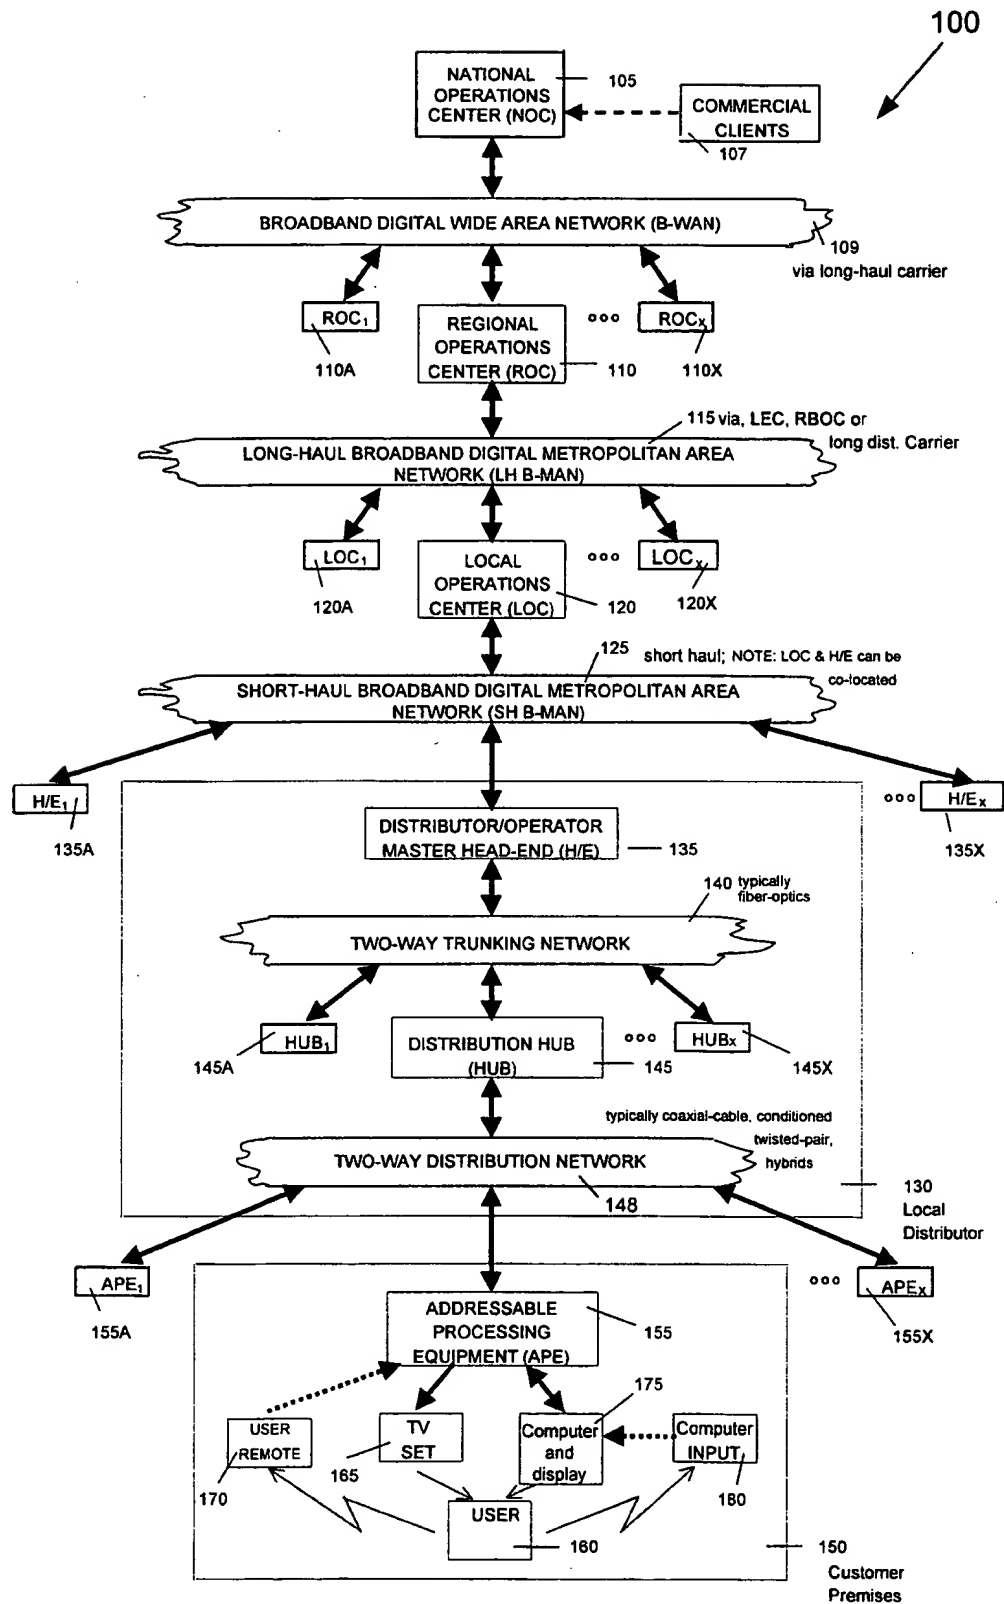 100
NATIONAL
OPERATIONS
CENTER (NOC)
105
COMMERCIAL
CLIENTS
107
BROADBAND DIGITAL WIDE AREA NETWORK (B-WAN)
109
via long-haul carrier
ROC1
REGIONAL
OPERATIONS
CENTER (ROC)
ROCX
110A
110
110X
115 via, LEC, RBOC or
long dist. Carrier
LONG-HAUL BROADBAND DIGITAL METROPOLITAN AREA
NETWORK (LH B-MAN)
LOC1
LOCAL
OPERATIONS
CENTER (LOC)
LOCX
120A
120
120X
125
short haul; NOTE: LOC & H/E can be
co-located
SHORT-HAUL BROADBAND DIGITAL METROPOLITAN AREA
NETWORK (SH B-MAN)
H/E1
H/EX
135A
135X
DISTRIBUTOR/OPERATOR
MASTER HEAD-END (H/E)
135
140 typically
fiber-optics
TWO-WAY TRUNKING NETWORK
HUB1
DISTRIBUTION HUB
(HUB)
HUBX
145A
145
145X
typically coaxial-cable, conditioned
twisted-pair,
hybrids
TWO-WAY DISTRIBUTION NETWORK
148
130
Local
Distributor
APE1
APEX
155A
155X
ADDRESSABLE
PROCESSING
EQUIPMENT (APE)
155
175
USER
REMOTE
170
TV
SET
165
Computer
and
display
Computer
INPUT
180
USER
160
150
Customer
Premises